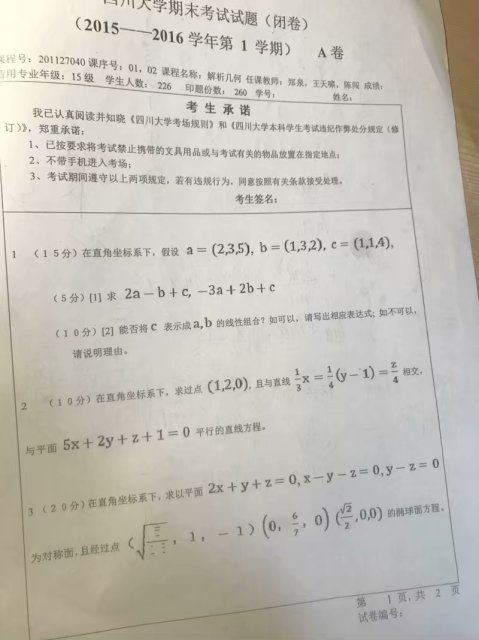 四川大学期末考试试题（闭卷）
（2015——2016 学年第 1 学期） A 卷
课程号：201127040 课序号：01，02 课程名称：解析几何 任课教师：郑泉，王天嗪，陈闯 成绩：
适用专业年级：15级 学生人数：226 印题份数：260 学号： 姓名：
考 生 承 诺
我已认真阅读并知晓《四川大学考场规则》和《四川大学本科学生考试违纪作弊处分规定（修
订）》，郑重承诺：
1、已按要求将考试禁止携带的文具用品或与考试有关的物品放置在指定地点；
2、不带手机进入考场；
3、考试期间遵守以上两项规定，若有违规行为，同意按照有关条款接受处理。
考生签名：
1 （15分）在直角坐标系下，假设 a = (2,3,5), b = (1,3,2), c = (1,1,4),
（5分）[1] 求 2a − b + c, −3a + 2b + c
（10分）[2] 能否将 c 表示成 a,b 的线性组合？如可以，请写出相应表达式；如不可以，
请说明理由。
2 （10分）在直角坐标系下，求过点 (1,2,0), 且与直线 1/3 x = 1/4 (y − 1) = z/4 相交，
与平面 5x + 2y + z + 1 = 0 平行的直线方程。
3（20分）在直角坐标系下，求以平面 2x + y + z = 0, x − y − z = 0, y − z = 0
为对称面，且经过点 ( √ , 1, −1 ) (0, 6/7, 0) (√2/2, 0,0) 的椭球面方程。
第 1 页，共 2 页
试卷编号：